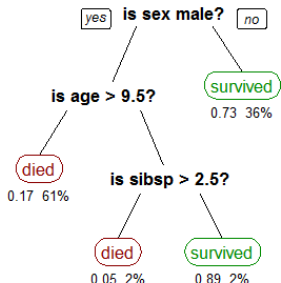 yes is sex male? no
is age > 9.5?
survived
0.73 36%
died
0.17 61%
is sibsp > 2.5?
died
survived
0.05 2%
0.89 2%